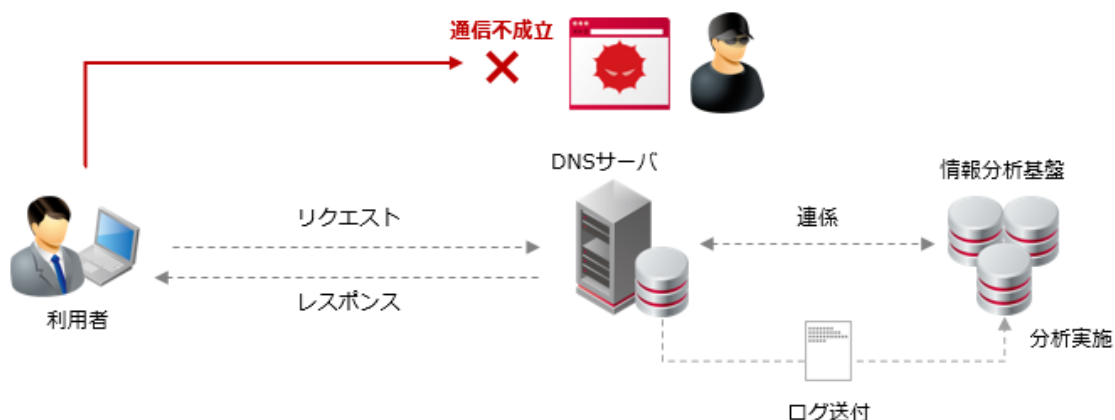 通信不成立
DNSサーバ
情報分析基盤
リクエスト
連係
レスポンス
利用者
分析実施
ログ送付